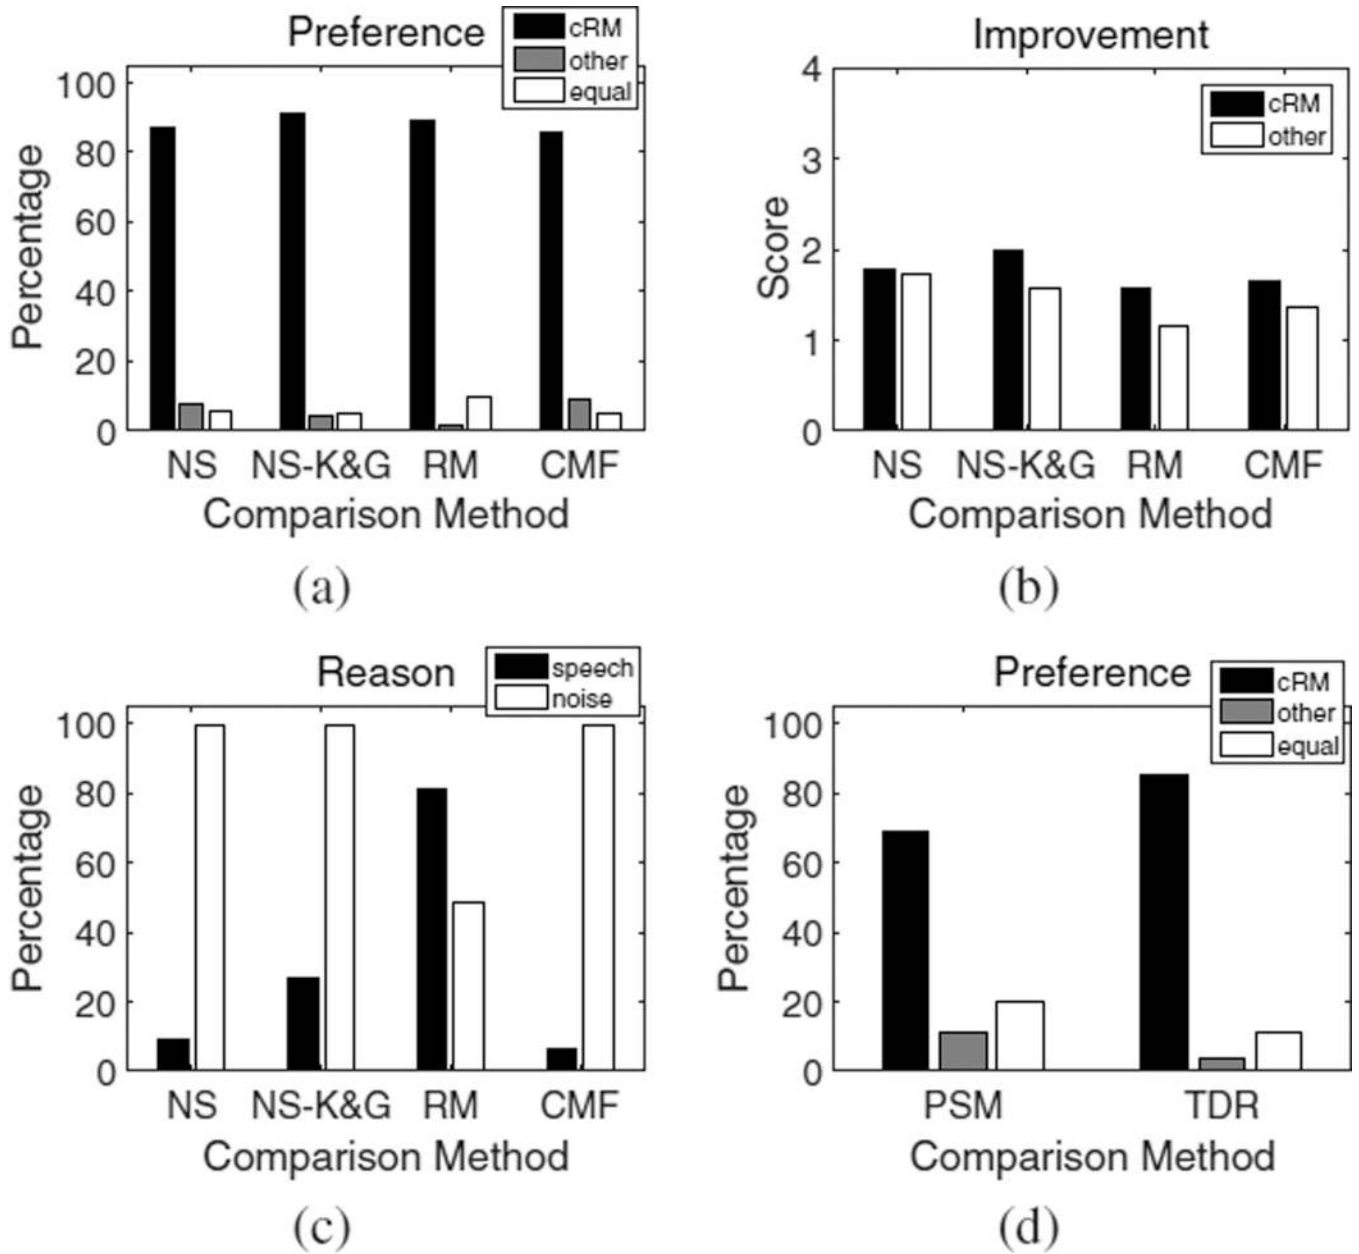 Preference
cRM
other
equal
100
80
60
40
20
0
Percentage
NS NS-K&G RM CMF
Comparison Method
(a)
Improvement
cRM
other
4
3
2
1
0
Score
NS NS-K&G RM CMF
Comparison Method
(b)
Reason
speech
noise
100
80
60
40
20
0
Percentage
NS NS-K&G RM CMF
Comparison Method
(c)
Preference
cRM
other
equal
100
80
60
40
20
0
Percentage
PSM TDR
Comparison Method
(d)